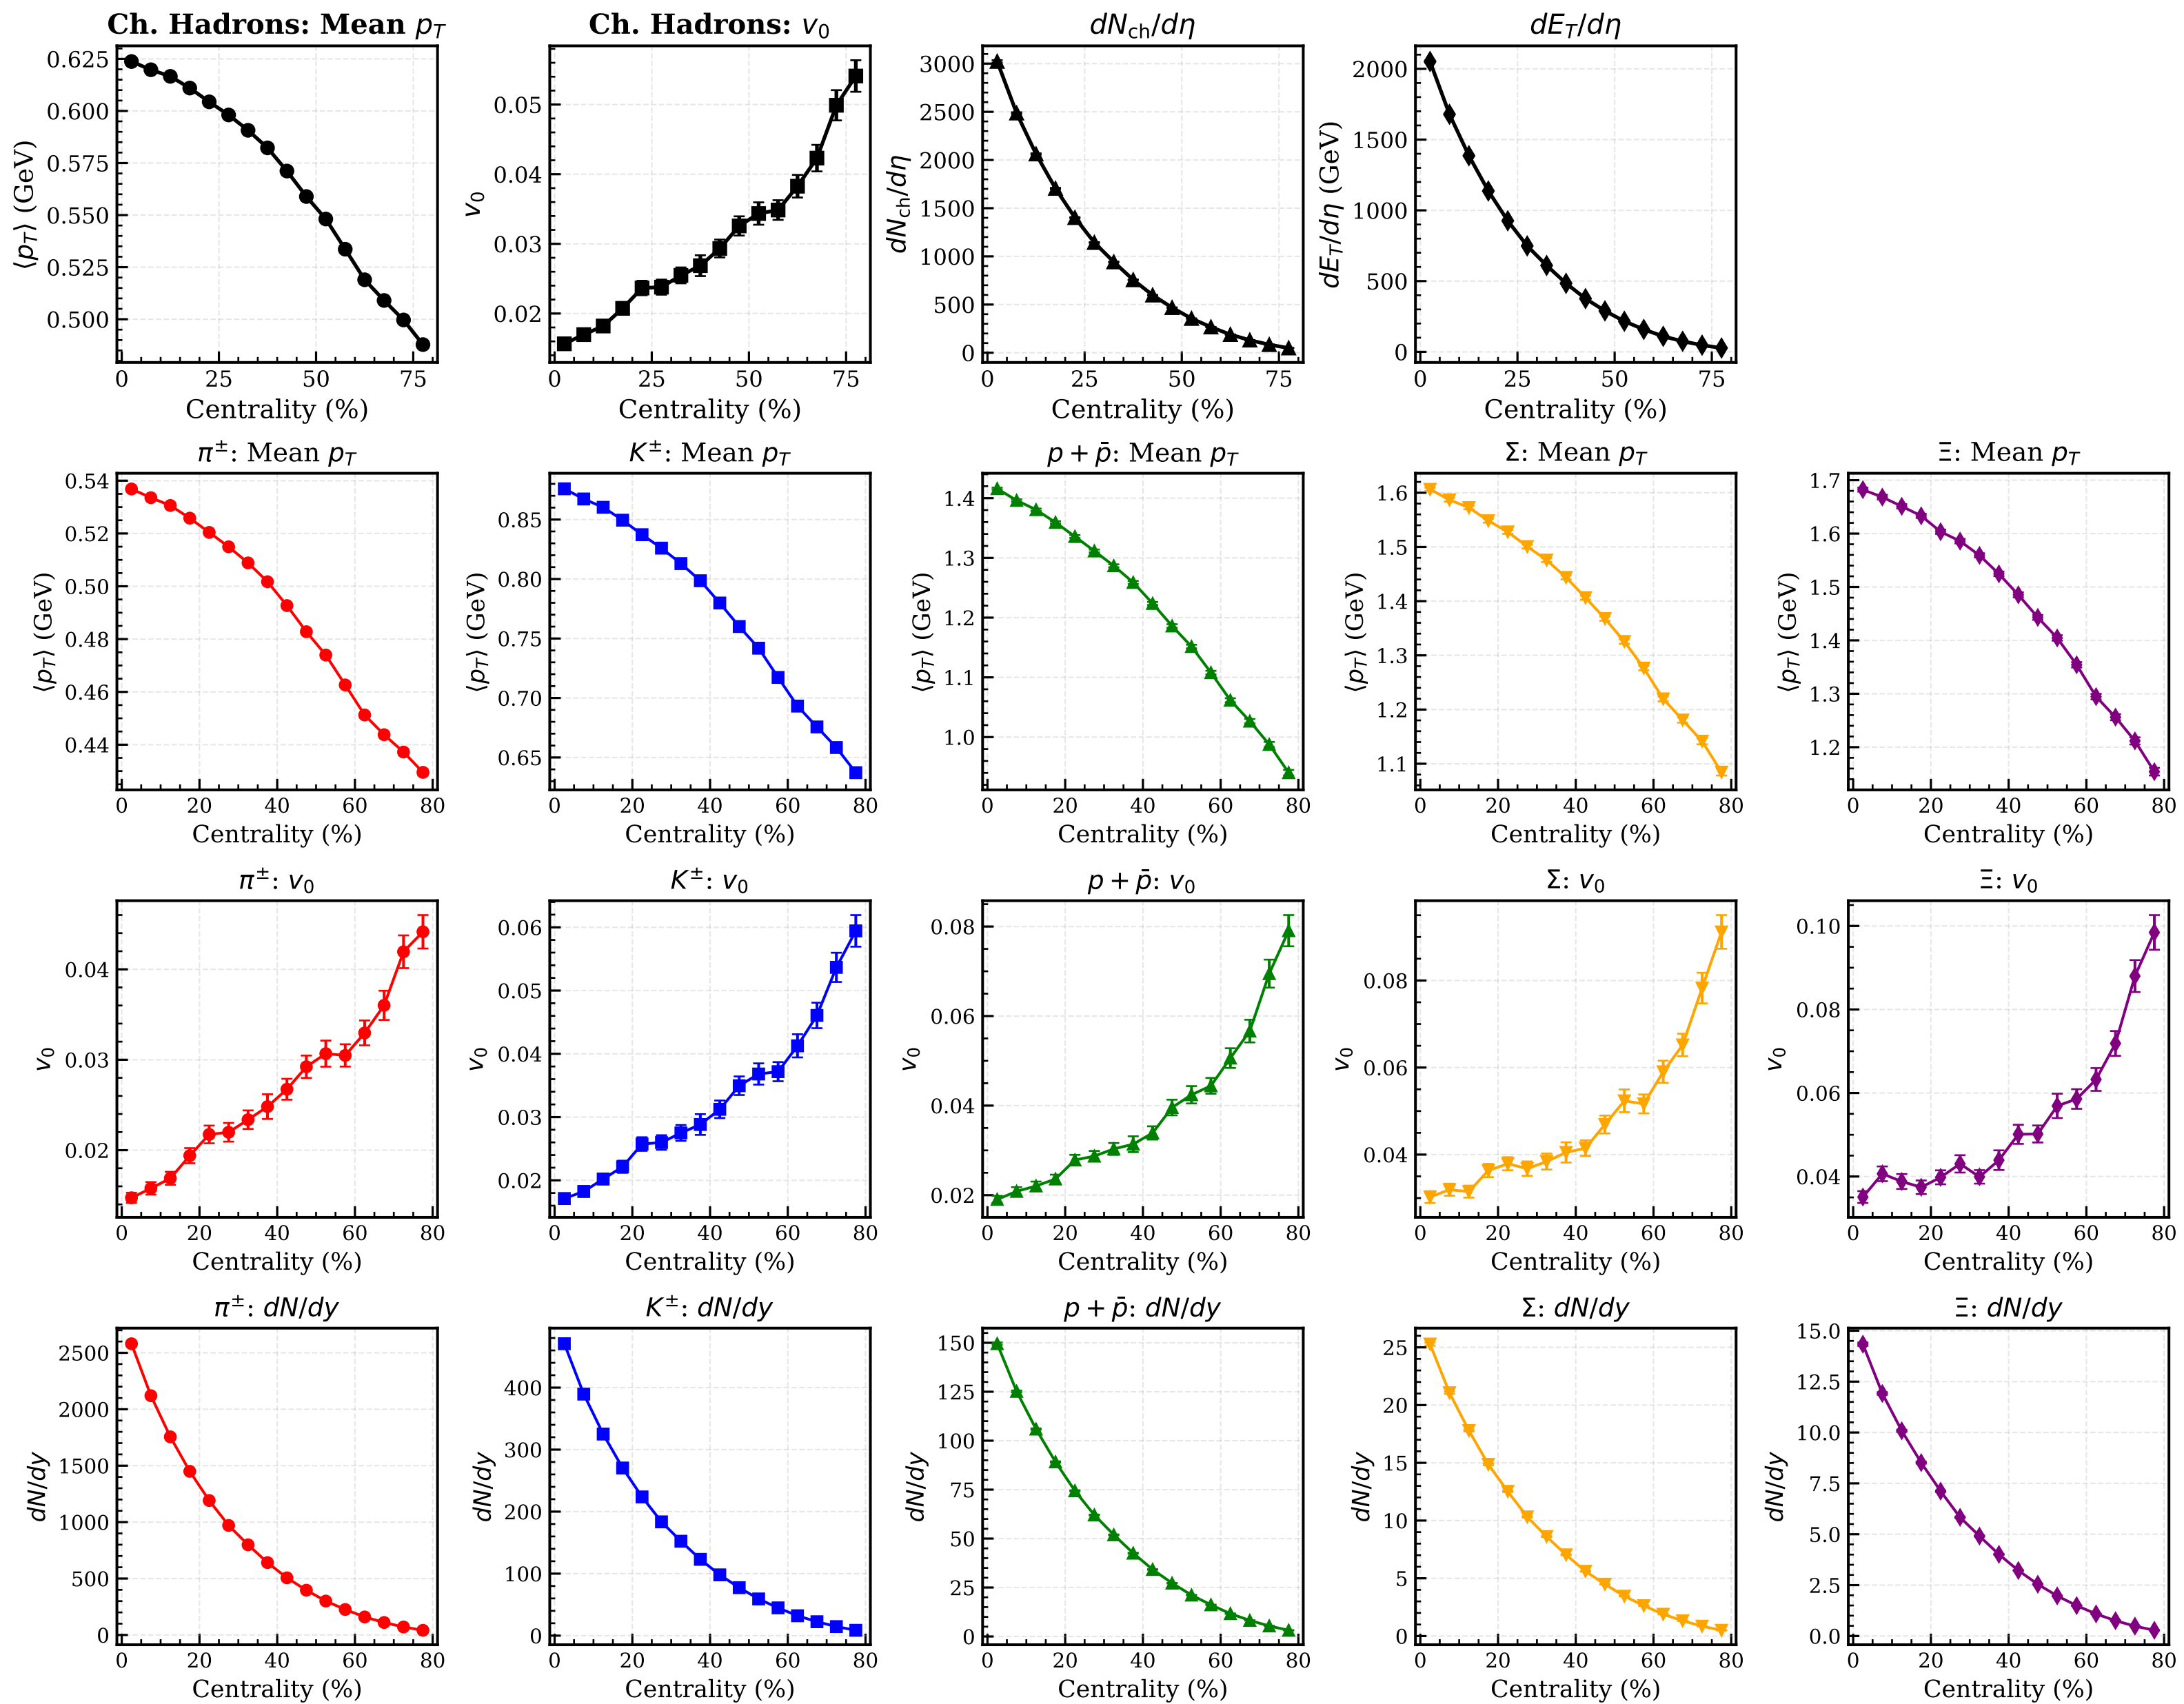 Ch. Hadrons: Mean p_T
0.625
0.600
0.575
0.550
0.525
0.500
⟨p_T⟩ (GeV)
0 25 50 75
Centrality (%)
Ch. Hadrons: v_0
0.05
0.04
0.03
0.02
v_0
0 25 50 75
Centrality (%)
dN_ch/dη
3000
2500
2000
1500
1000
500
0
dN_ch/dη
0 25 50 75
Centrality (%)
dE_T/dη
2000
1500
1000
500
0
dE_T/dη (GeV)
0 25 50 75
Centrality (%)
π^±: Mean p_T
0.54
0.52
0.50
0.48
0.46
0.44
⟨p_T⟩ (GeV)
0 20 40 60 80
Centrality (%)
K^±: Mean p_T
0.85
0.80
0.75
0.70
0.65
⟨p_T⟩ (GeV)
0 20 40 60 80
Centrality (%)
p + p̄: Mean p_T
1.4
1.3
1.2
1.1
1.0
⟨p_T⟩ (GeV)
0 20 40 60 80
Centrality (%)
Σ: Mean p_T
1.6
1.5
1.4
1.3
1.2
1.1
⟨p_T⟩ (GeV)
0 20 40 60 80
Centrality (%)
Ξ: Mean p_T
1.7
1.6
1.5
1.4
1.3
1.2
⟨p_T⟩ (GeV)
0 20 40 60 80
Centrality (%)
π^±: v_0
0.04
0.03
0.02
v_0
0 20 40 60 80
Centrality (%)
K^±: v_0
0.06
0.05
0.04
0.03
0.02
v_0
0 20 40 60 80
Centrality (%)
p + p̄: v_0
0.08
0.06
0.04
0.02
v_0
0 20 40 60 80
Centrality (%)
Σ: v_0
0.08
0.06
0.04
v_0
0 20 40 60 80
Centrality (%)
Ξ: v_0
0.10
0.08
0.06
0.04
v_0
0 20 40 60 80
Centrality (%)
π^±: dN/dy
2500
2000
1500
1000
500
0
dN/dy
0 20 40 60 80
Centrality (%)
K^±: dN/dy
400
300
200
100
0
dN/dy
0 20 40 60 80
Centrality (%)
p + p̄: dN/dy
150
125
100
75
50
25
0
dN/dy
0 20 40 60 80
Centrality (%)
Σ: dN/dy
25
20
15
10
5
0
dN/dy
0 20 40 60 80
Centrality (%)
Ξ: dN/dy
15.0
12.5
10.0
7.5
5.0
2.5
0.0
dN/dy
0 20 40 60 80
Centrality (%)